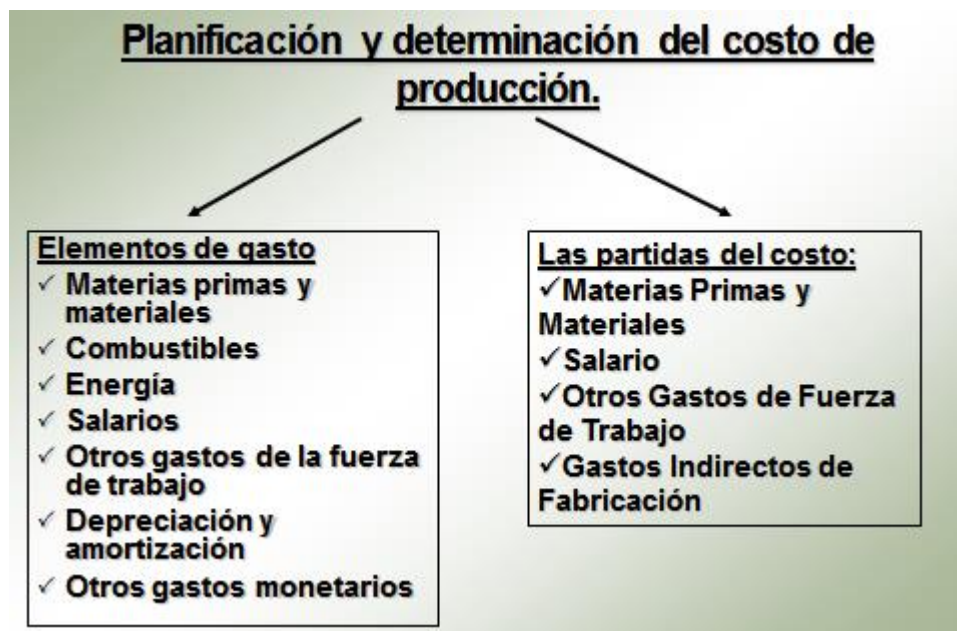 Planificación y determinación del costo de
producción.
Elementos de gasto
✓ Materias primas y
materiales
✓ Combustibles
✓ Energía
✓ Salarios
✓ Otros gastos de la fuerza
de trabajo
✓ Depreciación y
amortización
✓ Otros gastos monetarios
Las partidas del costo:
✓Materias Primas y
Materiales
✓Salario
✓Otros Gastos de Fuerza
de Trabajo
✓Gastos Indirectos de
Fabricación